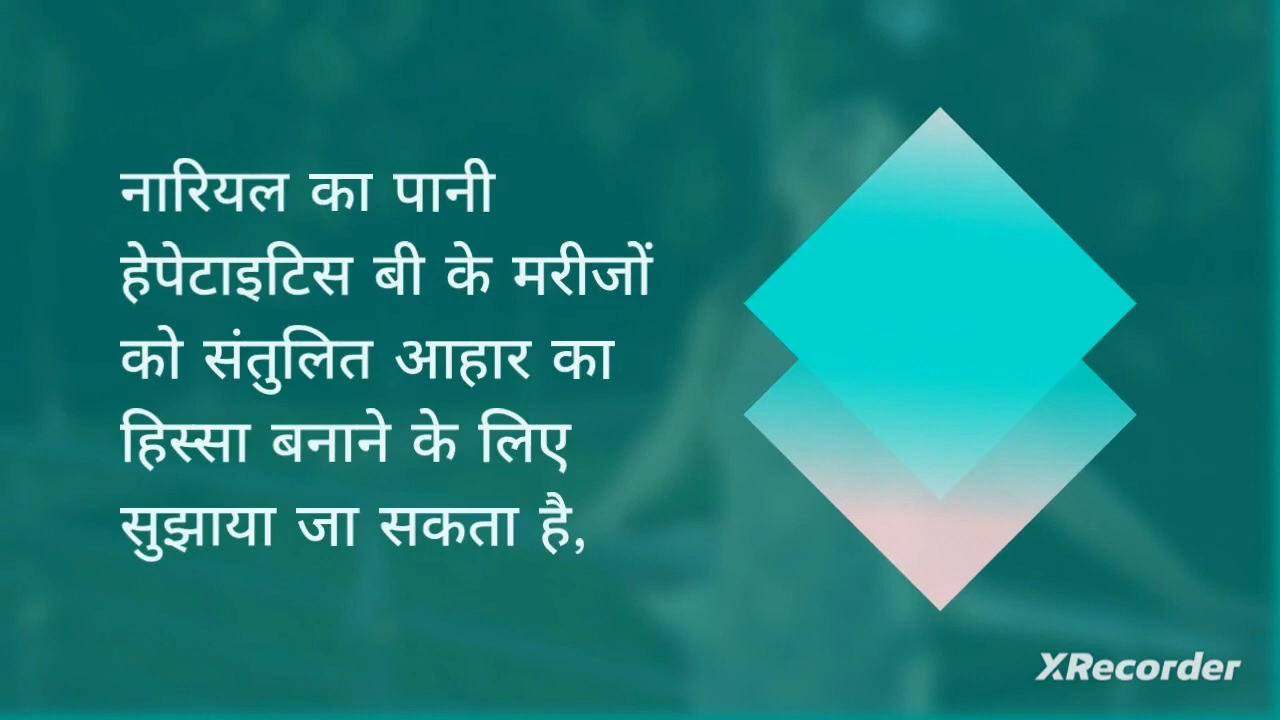 नारियल का पानी
हेपेटाइटिस बी के मरीजों
को संतुलित आहार का
हिस्सा बनाने के लिए
सुझाया जा सकता है,
XRecorder